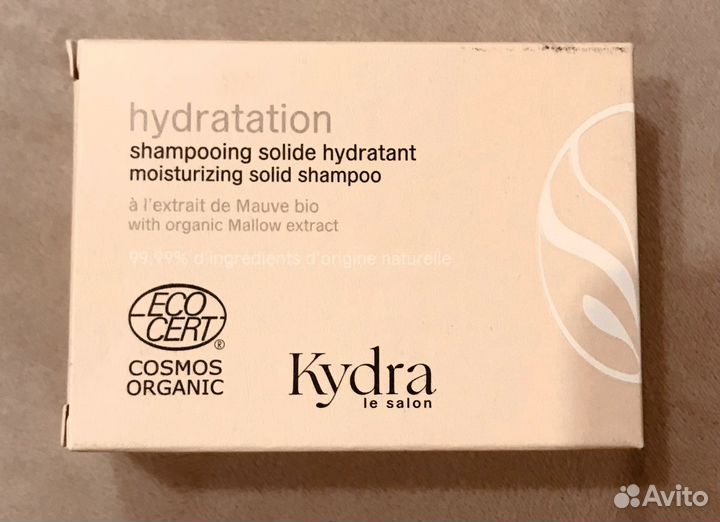 hydratation
shampooing solide hydratant
moisturizing solid shampoo
à l'extrait de Mauve bio
with organic Mallow extract
99,99% d'ingrédients d'origine naturelle
ECO
CERT®
COSMOS
ORGANIC
Kydra
le salon
Avito